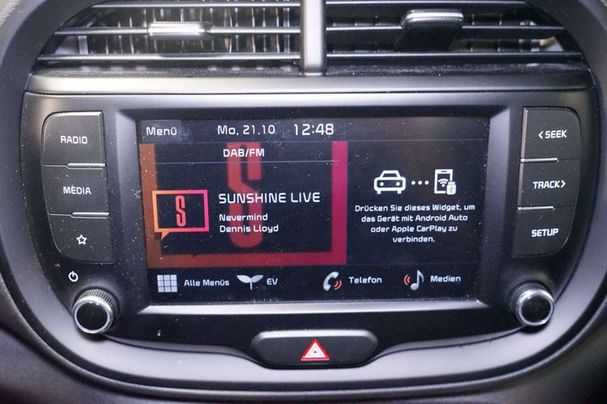 Menü Mo, 21.10 12:48
DAB/FM
RADIO
MEDIA
< SEEK
TRACK >
SETUP
S
S
SUNSHINE LIVE
Nevermind
Dennis Lloyd
Drücken Sie dieses Widget, um
das Gerät mit Android Auto
oder Apple CarPlay zu
verbinden.
Alle Menüs
EV
Telefon
Medien